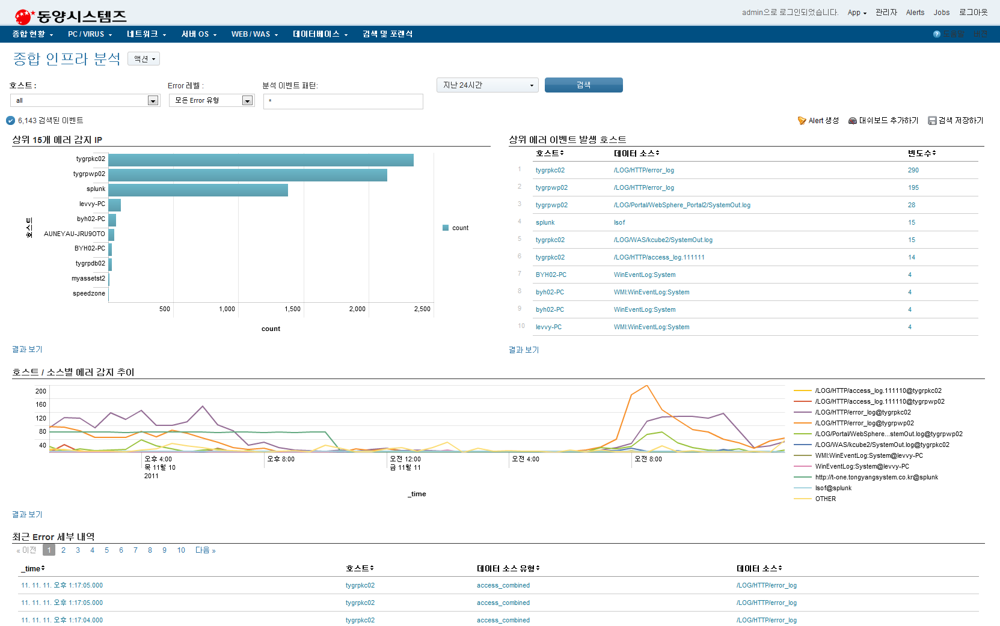 동양시스템즈
admin으로 로그인되었습니다. App 관리자 Alerts Jobs 로그아웃
종합 현황 PC / VIRUS 네트워크 서버 OS WEB / WAS 데이터베이스 검색 및 포렌식
종합 인프라 분석 액션
호스트 : Error 레벨 : 분석 이벤트 패턴: 지난 24시간 검색
all 모든 Error 유형 *
6,143 검색된 이벤트 Alert 생성 대쉬보드 추가하기 검색 저장하기
상위 15개 에러 감지 IP
tygrpkc02
tygrpwp02
splunk
levvy-PC
byh02-PC
AUNEYAU-JRU9OTO
BYH02-PC
tygrpdb02
myassetst2
speedzone
호스트
500 1,000 1,500 2,000 2,500
count
count
결과 보기
상위 에러 이벤트 발생 호스트
호스트 데이터 소스 빈도수
1 tygrpkc02 /LOG/HTTP/error_log 290
2 tygrpwp02 /LOG/HTTP/error_log 195
3 tygrpwp02 /LOG/Portal/WebSphere_Portal2/SystemOut.log 28
4 splunk lsof 15
5 tygrpkc02 /LOG/WAS/kcube2/SystemOut.log 15
6 tygrpkc02 /LOG/HTTP/access_log.111111 14
7 BYH02-PC WinEventLog:System 4
8 byh02-PC WMI:WinEventLog:System 4
9 byh02-PC WinEventLog:System 4
10 levvy-PC WMI:WinEventLog:System 4
결과 보기
호스트 / 소스별 에러 감지 추이
200
160
120
80
40
오후 4:00 오후 8:00 오전 12:00 오전 4:00 오전 8:00
목 11월 10 금 11월 11
2011
_time
/LOG/HTTP/access_log.111110@tygrpkc02
/LOG/HTTP/access_log.111110@tygrpwp02
/LOG/HTTP/error_log@tygrpkc02
/LOG/HTTP/error_log@tygrpwp02
/LOG/Portal/WebSphere...stemOut.log@tygrpwp02
/LOG/WAS/kcube2/SystemOut.log@tygrpkc02
WMI:WinEventLog:System@levvy-PC
WinEventLog:System@levvy-PC
http://t-one.tongyangsystem.co.kr@splunk
lsof@splunk
OTHER
결과 보기
최근 Error 세부 내역
« 이전 1 2 3 4 5 6 7 8 9 10 다음 »
_time 호스트 데이터 소스 유형 데이터 소스
11. 11. 11. 오후 1:17:05.000 tygrpkc02 access_combined /LOG/HTTP/error_log
11. 11. 11. 오후 1:17:05.000 tygrpkc02 access_combined /LOG/HTTP/error_log
11. 11. 11. 오후 1:17:04.000 tygrpkc02 access_combined /LOG/HTTP/error_log